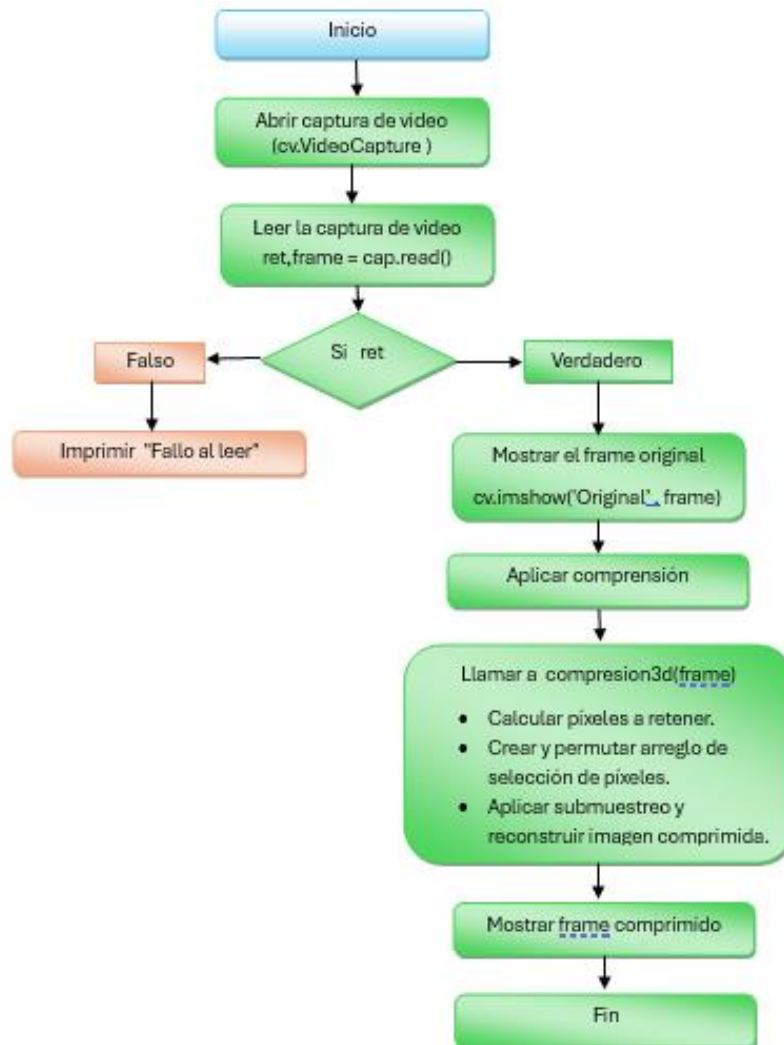 Inicio
Abrir captura de video
(cv.VideoCapture )
Leer la captura de video
ret,frame = cap.read()
Si ret
Falso
Verdadero
Imprimir "Fallo al leer"
Mostrar el frame original
cv.imshow('Original', frame)
Aplicar comprensión
Llamar a compresion3d(frame)
• Calcular píxeles a retener.
• Crear y permutar arreglo de
selección de píxeles.
• Aplicar submuestreo y
reconstruir imagen comprimida.
Mostrar frame comprimido
Fin